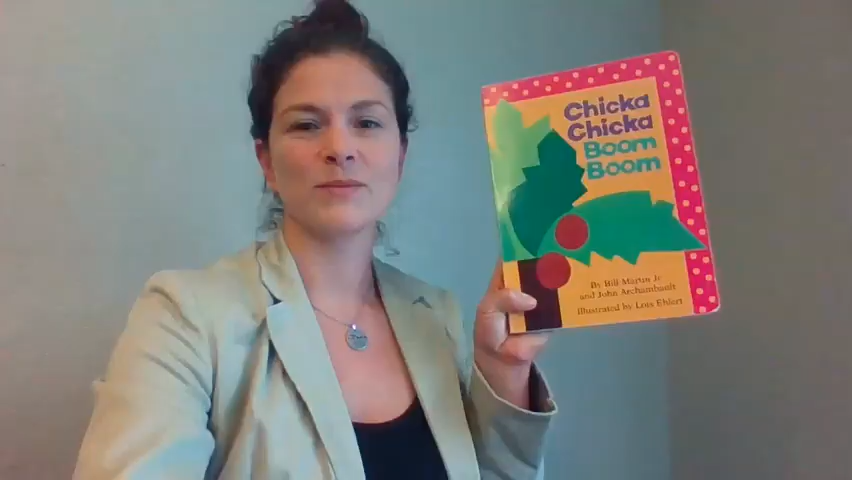 Chicka
Chicka
Boom
Boom
By Bill Martin Jr
and John Archambault
illustrated by Lois Ehlert